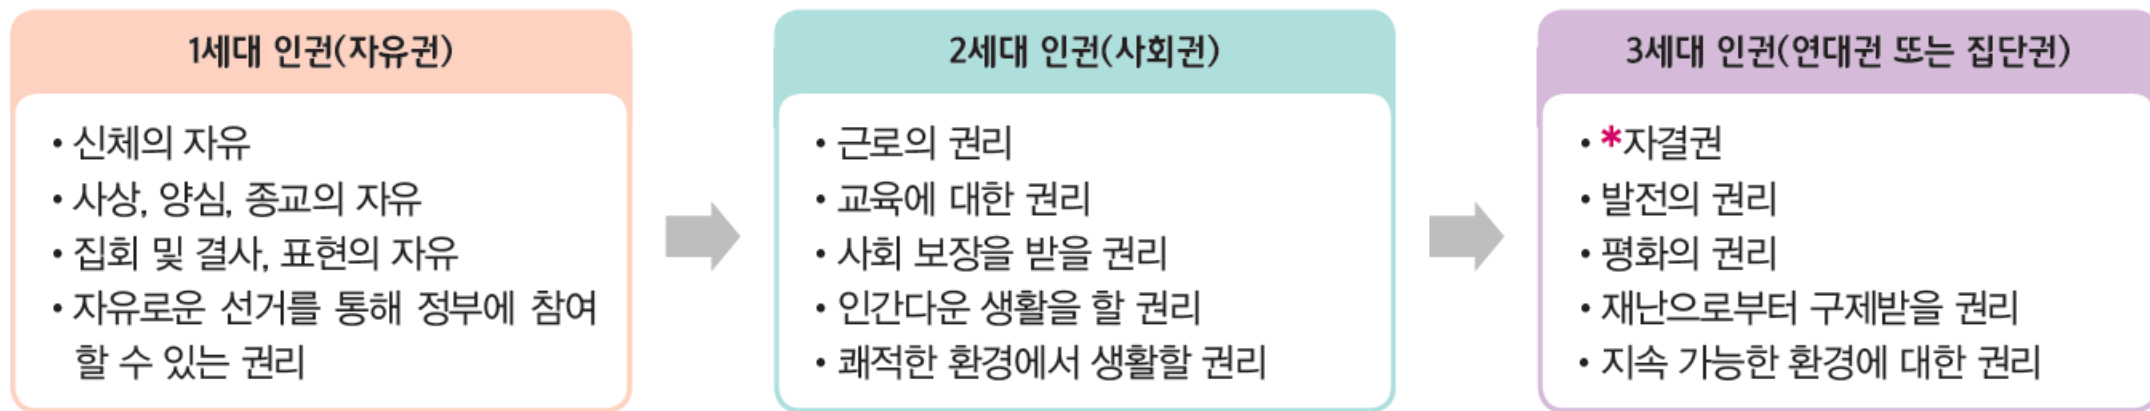 1세대 인권(자유권)
• 신체의 자유
• 사상, 양심, 종교의 자유
• 집회 및 결사, 표현의 자유
• 자유로운 선거를 통해 정부에 참여
할 수 있는 권리
2세대 인권(사회권)
• 근로의 권리
• 교육에 대한 권리
• 사회 보장을 받을 권리
• 인간다운 생활을 할 권리
• 쾌적한 환경에서 생활할 권리
3세대 인권(연대권 또는 집단권)
• *자결권
• 발전의 권리
• 평화의 권리
• 재난으로부터 구제받을 권리
• 지속 가능한 환경에 대한 권리